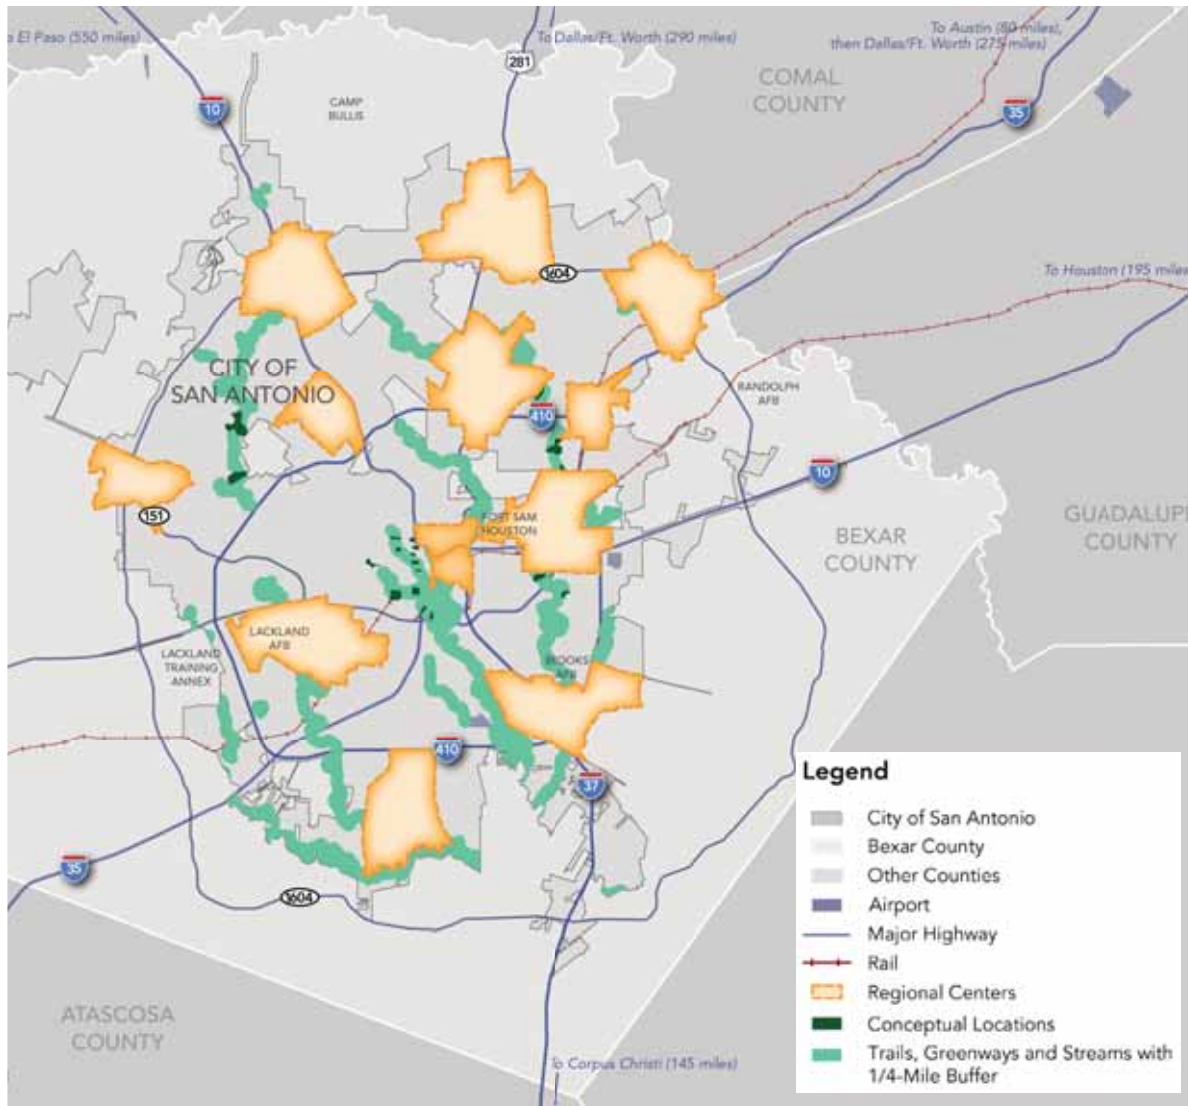 o El Paso (550 miles)
To Dallas/Ft. Worth (290 miles)
To Austin (80 miles),
then Dallas/Ft. Worth (275 miles)
281
COMAL
COUNTY
10
CAMP
BULLIS
35
1604
To Houston (195 miles
CITY OF
SAN ANTONIO
RANDOLPH
AFB
410
10
151
FORT SAM
HOUSTON
GUADALUP
COUNTY
BEXAR
COUNTY
LACKLAND
AFB
LACKLAND
TRAINING
ANNEX
BROOKS
AFB
410
37
35
1604
ATASCOSA
COUNTY
To Corpus Christi (145 miles)
Legend
City of San Antonio
Bexar County
Other Counties
Airport
Major Highway
Rail
Regional Centers
Conceptual Locations
Trails, Greenways and Streams with
1/4-Mile Buffer